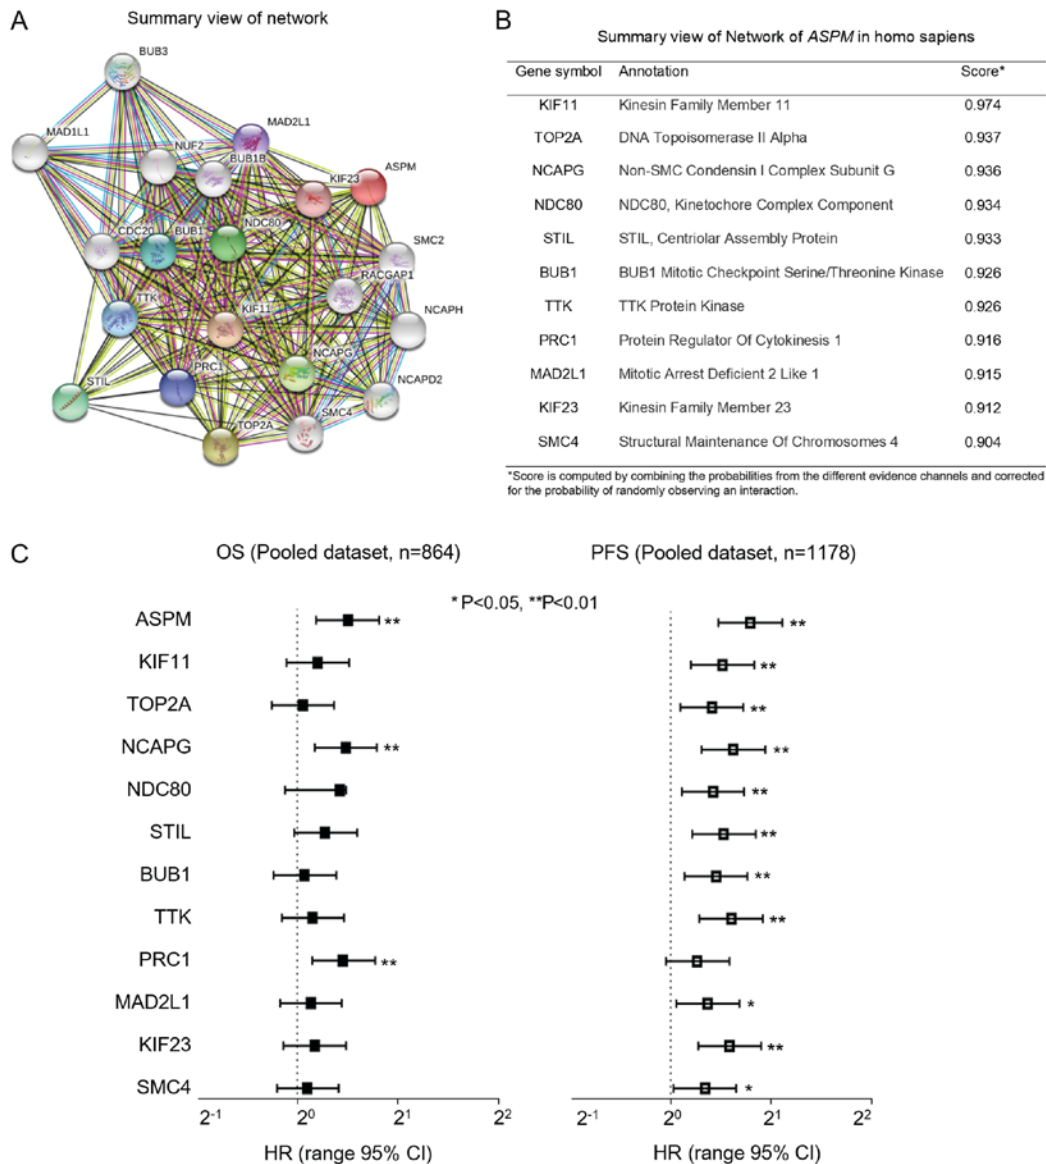 A
Summary view of network
BUB3
MAD1L1
MAD2L1
NUF2
BUB1B
ASPM
KIF23
CDC20
BUB1
NDC80
SMC2
RACGAP1
TTK
KIF11
NCAPH
NCAPG
PRC1
STIL
NCAPD2
SMC4
TOP2A
B
Summary view of Network of ASPM in homo sapiens
Gene symbol Annotation Score*
KIF11 Kinesin Family Member 11 0.974
TOP2A DNA Topoisomerase II Alpha 0.937
NCAPG Non-SMC Condensin I Complex Subunit G 0.936
NDC80 NDC80, Kinetochore Complex Component 0.934
STIL STIL, Centriolar Assembly Protein 0.933
BUB1 BUB1 Mitotic Checkpoint Serine/Threonine Kinase 0.926
TTK TTK Protein Kinase 0.926
PRC1 Protein Regulator Of Cytokinesis 1 0.916
MAD2L1 Mitotic Arrest Deficient 2 Like 1 0.915
KIF23 Kinesin Family Member 23 0.912
SMC4 Structural Maintenance Of Chromosomes 4 0.904
*Score is computed by combining the probabilities from the different evidence channels and corrected
for the probability of randomly observing an interaction.
C
OS (Pooled dataset, n=864) PFS (Pooled dataset, n=1178)
*P<0.05, **P<0.01
ASPM ** **
KIF11 **
TOP2A **
NCAPG ** **
NDC80 **
STIL **
BUB1 **
TTK **
PRC1 **
MAD2L1 *
KIF23 **
SMC4 *
2⁻¹ 2⁰ 2¹ 2² 2⁻¹ 2⁰ 2¹ 2²
HR (range 95% CI) HR (range 95% CI)